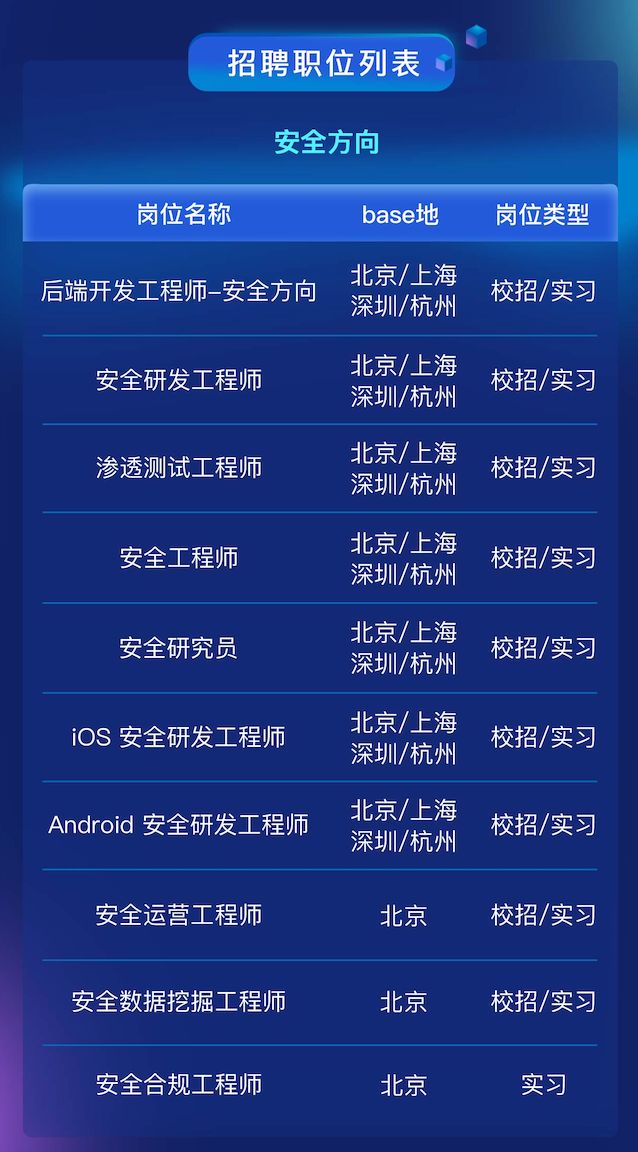 招聘职位列表
安全方向
岗位名称 base地 岗位类型
后端开发工程师–安全方向 北京/上海 深圳/杭州 校招/实习
安全研发工程师 北京/上海 深圳/杭州 校招/实习
渗透测试工程师 北京/上海 深圳/杭州 校招/实习
安全工程师 北京/上海 深圳/杭州 校招/实习
安全研究员 北京/上海 深圳/杭州 校招/实习
iOS 安全研发工程师 北京/上海 深圳/杭州 校招/实习
Android 安全研发工程师 北京/上海 深圳/杭州 校招/实习
安全运营工程师 北京 校招/实习
安全数据挖掘工程师 北京 校招/实习
安全合规工程师 北京 实习